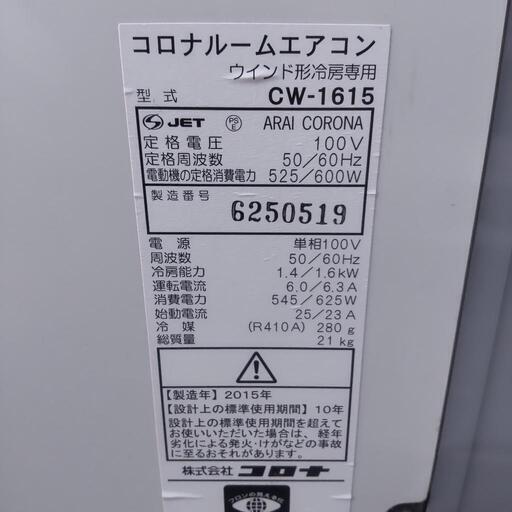 コロナルームエアコン
ウインド形冷房専用
型式 CW-1615
S JET PS E ARAI CORONA
定格電圧 100V
定格周波数 50/60Hz
電動機の定格消費電力 525/600W
製造番号 6250519
電源 単相100V
周波数 50/60Hz
冷房能力 1.4/1.6kW
運転電流 6.0/6.3A
消費電力 545/625W
始動電流 25/23A
冷媒 (R410A) 280g
総質量 21kg
!
【製造年】2015年
【設計上の標準使用期間】10年
設計上の標準使用期間を超えて
お使いいただいた場合は、経年
劣化による発火・けがなどの事故
に至るおそれがあります。
株式会社 コロナ
フロンの見える化